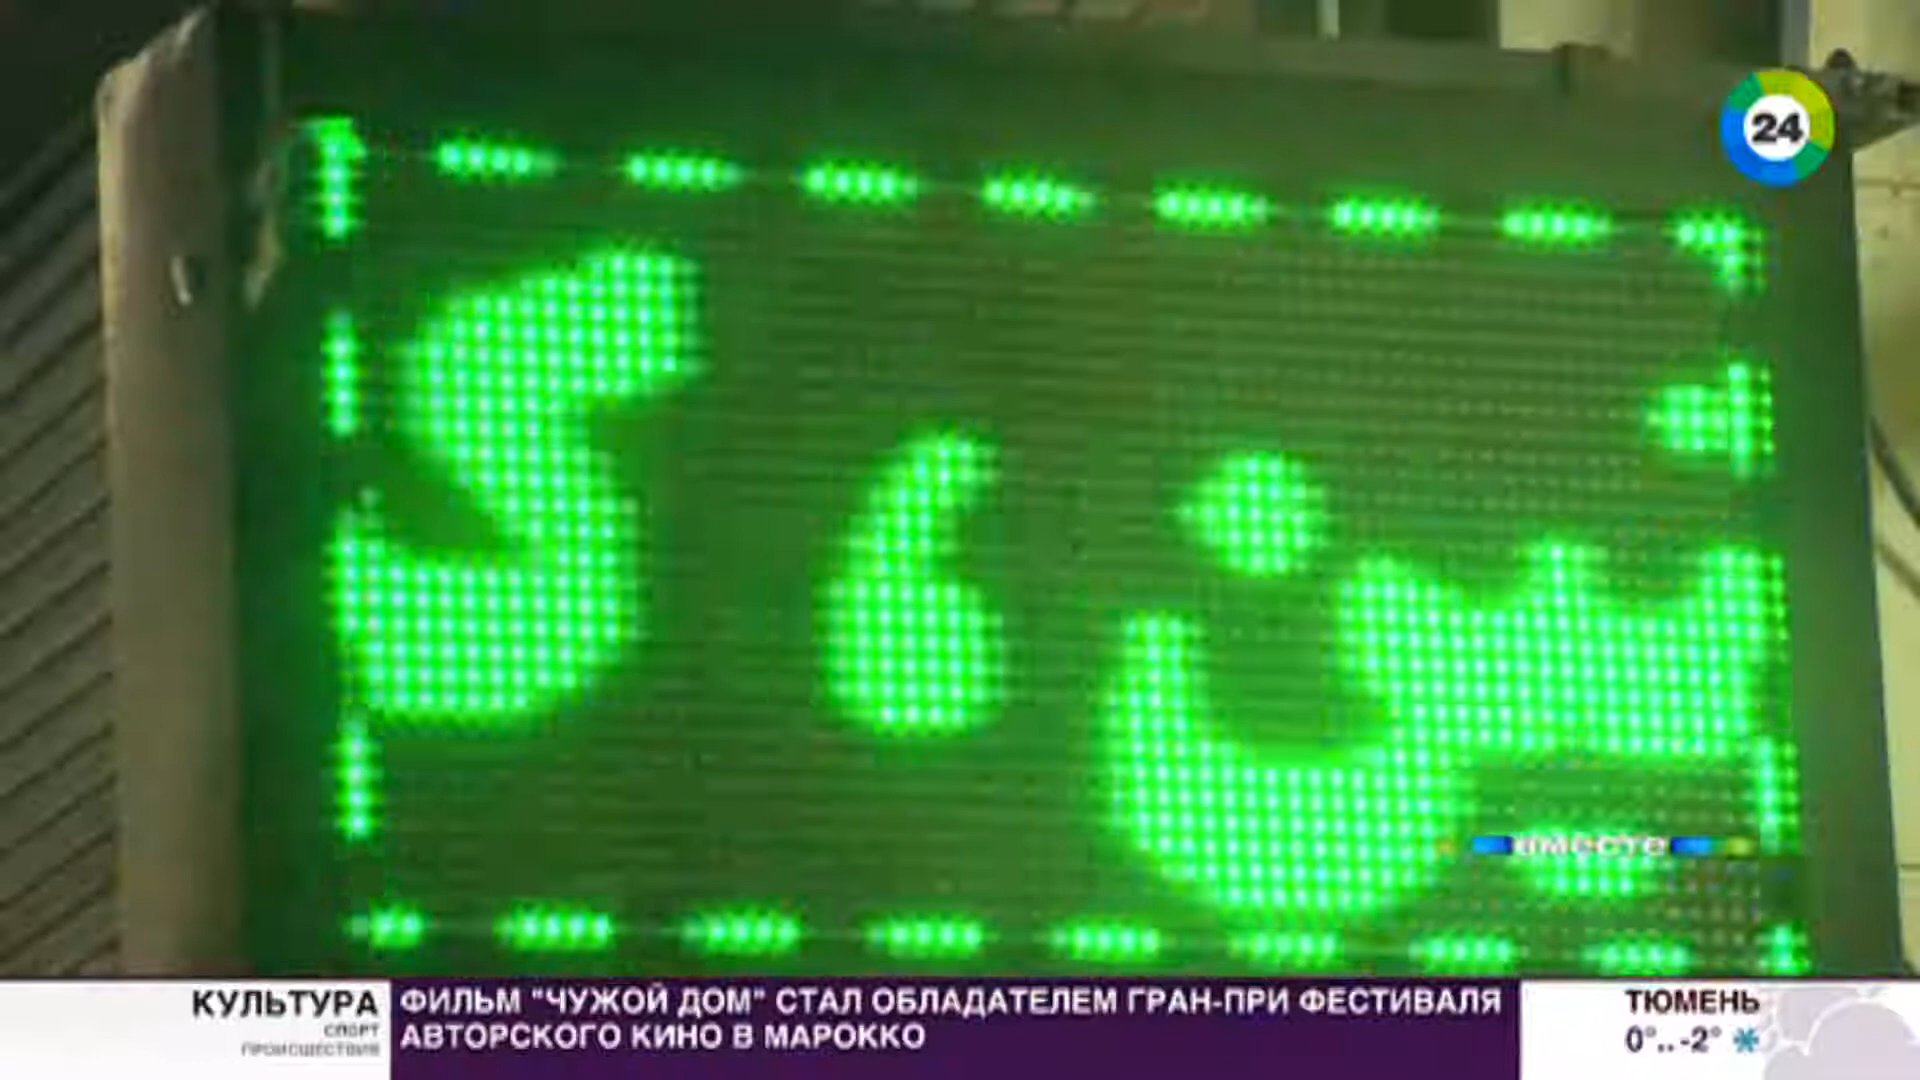 24
вместе
КУЛЬТУРА
СПОРТ
ПРОИСШЕСТВИЯ
ФИЛЬМ "ЧУЖОЙ ДОМ" СТАЛ ОБЛАДАТЕЛЕМ ГРАН-ПРИ ФЕСТИВАЛЯ
АВТОРСКОГО КИНО В МАРОККО
ТЮМЕНЬ
0°..-2°